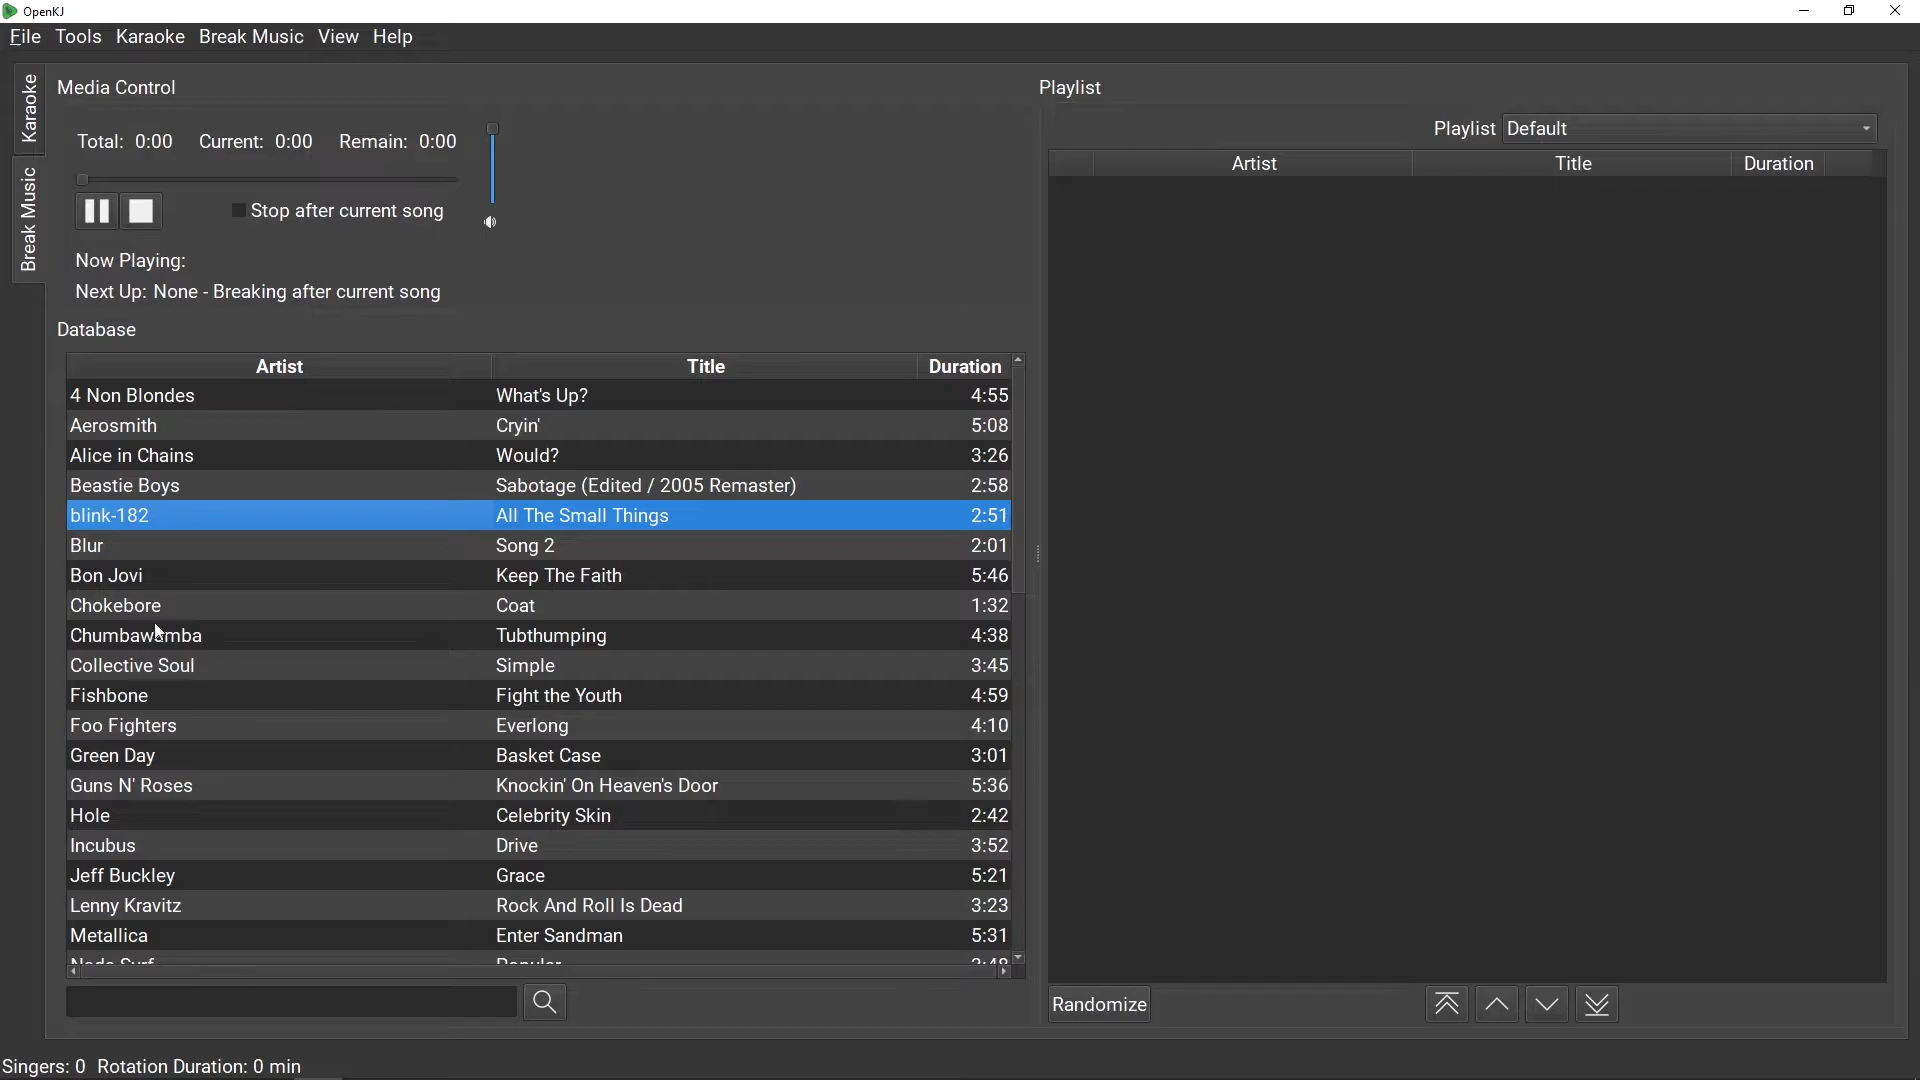 OpenKJ
File Tools Karaoke Break Music View Help
Karaoke
Break Music
Media Control
Total: 0:00 Current: 0:00 Remain: 0:00
Stop after current song
Now Playing:
Next Up: None - Breaking after current song
Database
Artist Title Duration
4 Non Blondes What's Up? 4:55
Aerosmith Cryin' 5:08
Alice in Chains Would? 3:26
Beastie Boys Sabotage (Edited / 2005 Remaster) 2:58
blink-182 All The Small Things 2:51
Blur Song 2 2:01
Bon Jovi Keep The Faith 5:46
Chokebore Coat 1:32
Chumbawamba Tubthumping 4:38
Collective Soul Simple 3:45
Fishbone Fight the Youth 4:59
Foo Fighters Everlong 4:10
Green Day Basket Case 3:01
Guns N' Roses Knockin' On Heaven's Door 5:36
Hole Celebrity Skin 2:42
Incubus Drive 3:52
Jeff Buckley Grace 5:21
Lenny Kravitz Rock And Roll Is Dead 3:23
Metallica Enter Sandman 5:31
Playlist
Playlist Default
Artist Title Duration
Randomize
Singers: 0 Rotation Duration: 0 min